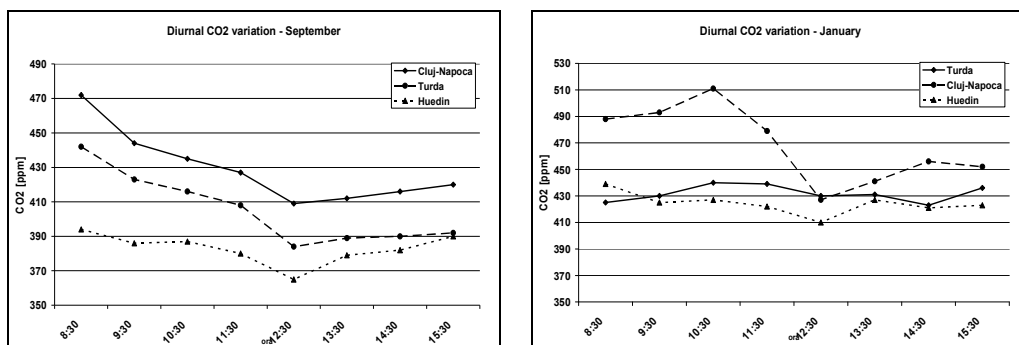 Diurnal CO2 variation - September
490
470
450
430
410
390
370
350
CO2 [ppm]
Cluj-Napoca
Turda
Huedin
8:30
9:30
10:30
11:30
12:30
13:30
14:30
15:30
ora
Diurnal CO2 variation - January
530
510
490
470
450
430
410
390
370
350
CO2 [ppm]
Turda
Cluj-Napoca
Huedin
8:30
9:30
10:30
11:30
12:30
13:30
14:30
15:30
ora